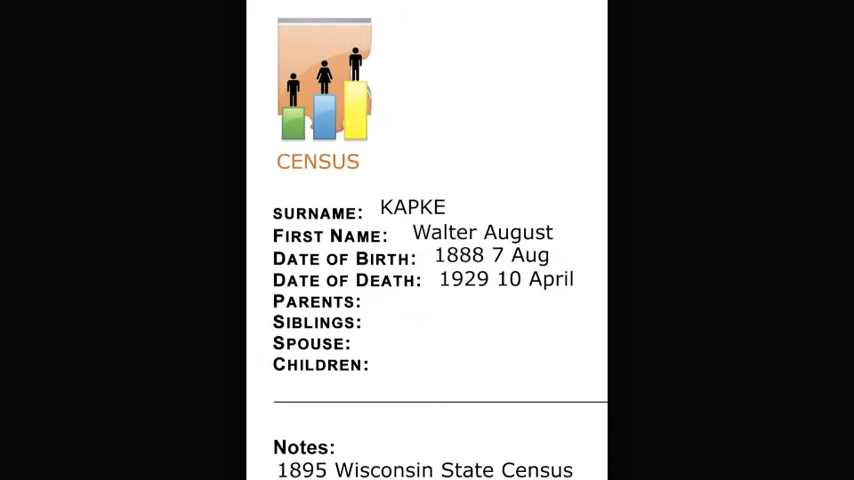 CENSUS
SURNAME: KAPKE
FIRST NAME: Walter August
DATE OF BIRTH: 1888 7 Aug
DATE OF DEATH: 1929 10 April
PARENTS:
SIBLINGS:
SPOUSE:
CHILDREN:
Notes:
1895 Wisconsin State Census